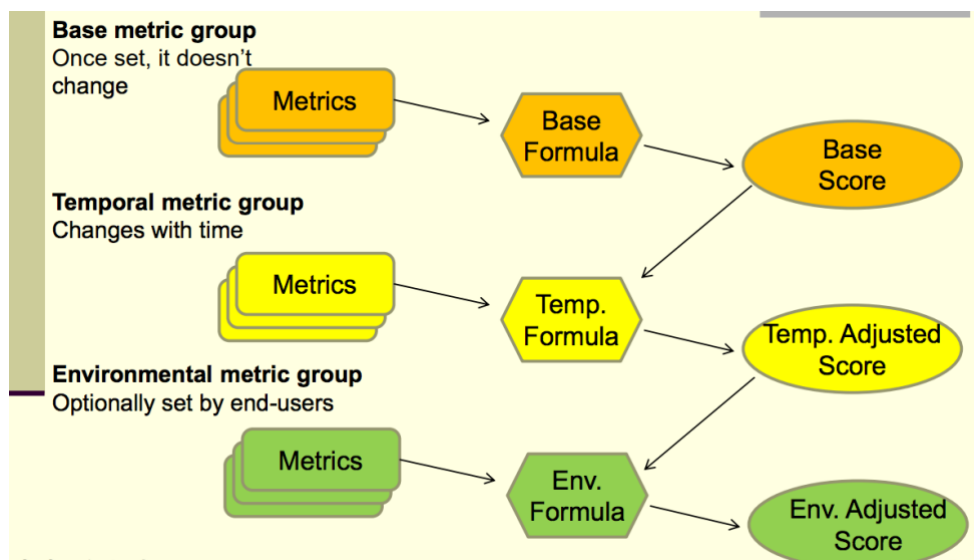 Base metric group
Once set, it doesn't
change
Metrics
Base
Formula
Base
Score
Temporal metric group
Changes with time
Metrics
Temp.
Formula
Temp. Adjusted
Score
Environmental metric group
Optionally set by end-users
Metrics
Env.
Formula
Env. Adjusted
Score